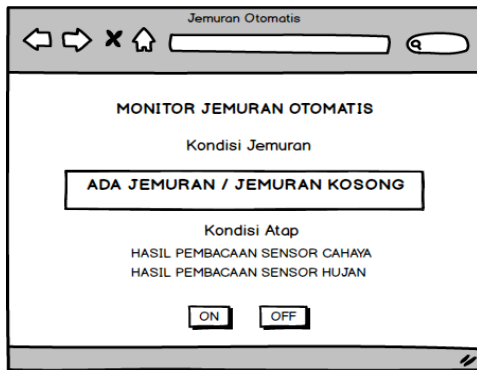 Jemuran Otomatis
MONITOR JEMURAN OTOMATIS
Kondisi Jemuran
ADA JEMURAN / JEMURAN KOSONG
Kondisi Atap
HASIL PEMBACAAN SENSOR CAHAYA
HASIL PEMBACAAN SENSOR HUJAN
ON OFF